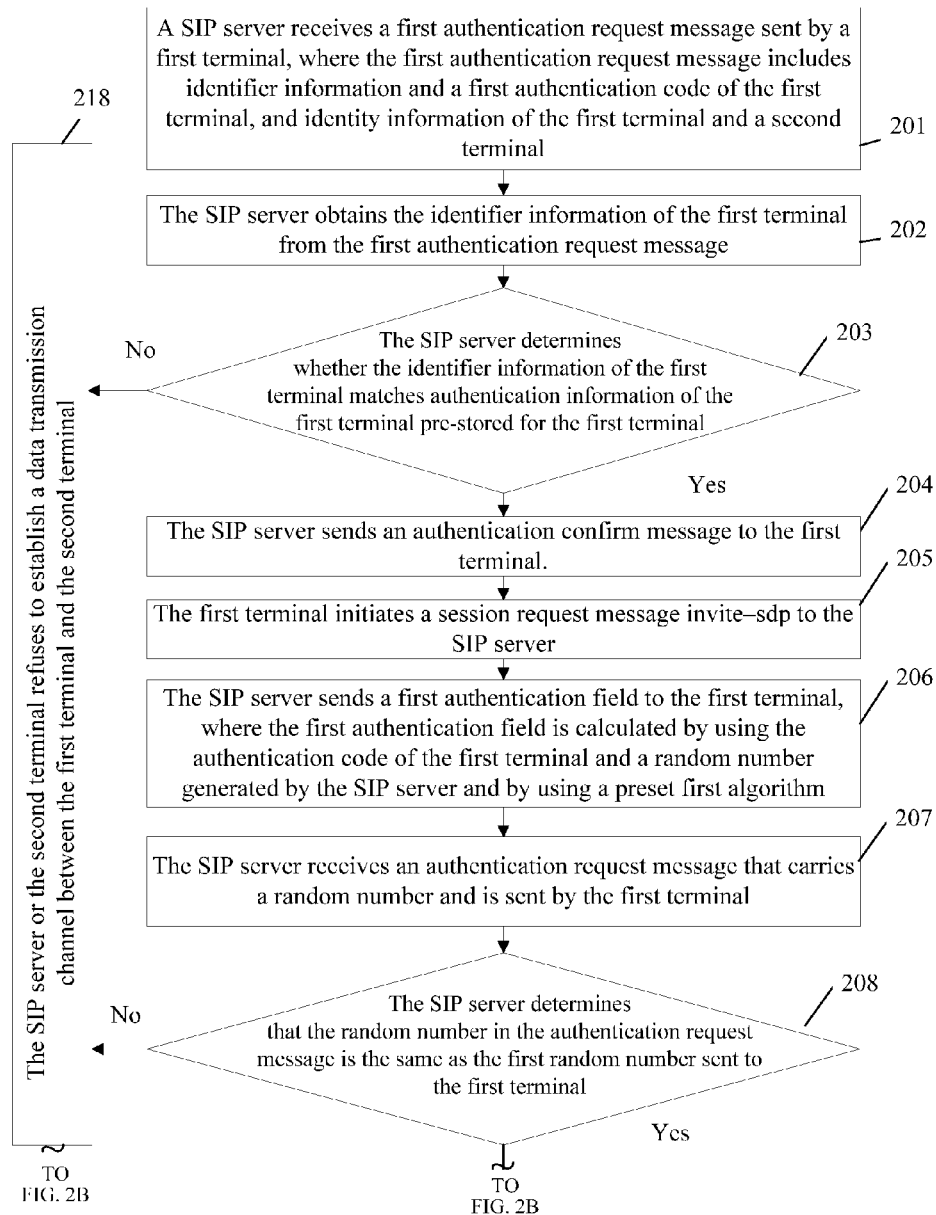 A SIP server receives a first authentication request message sent by a
first terminal, where the first authentication request message includes
identifier information and a first authentication code of the first
terminal, and identity information of the first terminal and a second
terminal
201
218
The SIP server obtains the identifier information of the first terminal
from the first authentication request message
202
The SIP server determines
whether the identifier information of the first
terminal matches authentication information of the
first terminal pre-stored for the first terminal
203
No
Yes
The SIP server sends an authentication confirm message to the first
terminal.
204
The first terminal initiates a session request message invite–sdp to the
SIP server
205
The SIP server sends a first authentication field to the first terminal,
where the first authentication field is calculated by using the
authentication code of the first terminal and a random number
generated by the SIP server and by using a preset first algorithm
206
The SIP server receives an authentication request message that carries
a random number and is sent by the first terminal
207
The SIP server determines
that the random number in the authentication request
message is the same as the first random number sent to
the first terminal
208
No
Yes
The SIP server or the second terminal refuses to establish a data transmission
channel between the first terminal and the second terminal
TO
FIG. 2B
TO
FIG. 2B